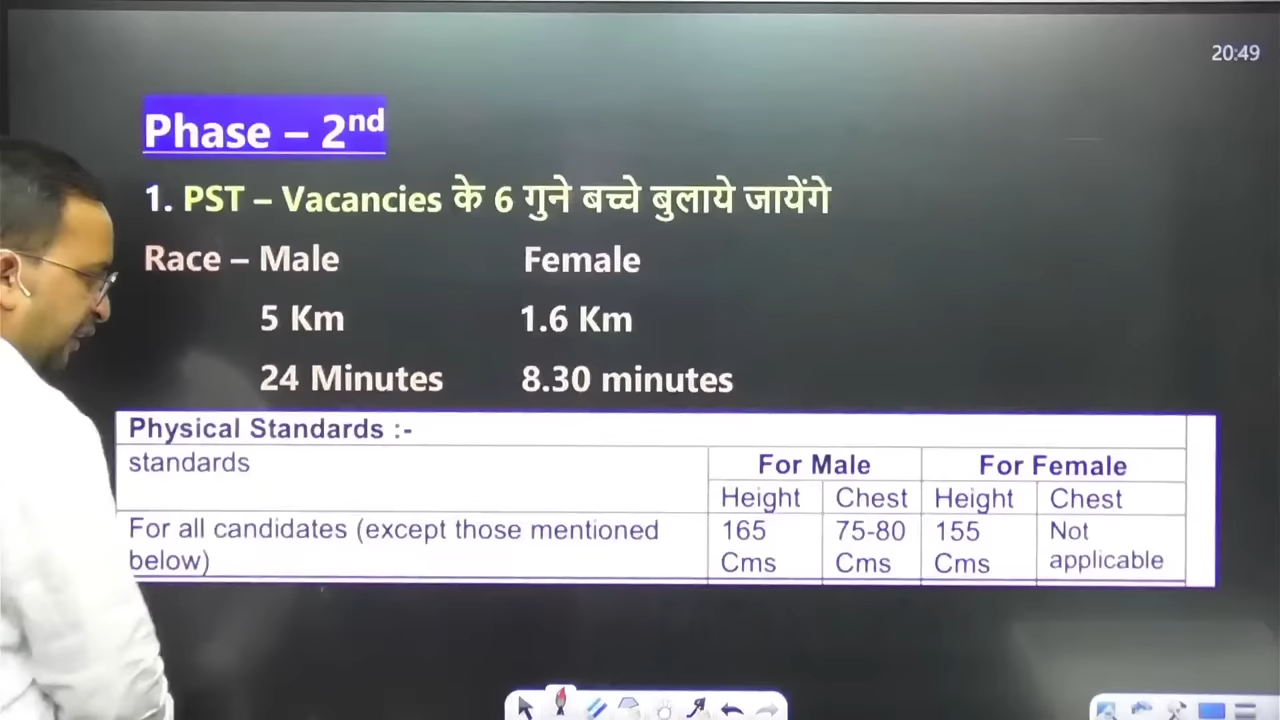 20:49
Phase – 2nd
1. PST – Vacancies के 6 गुने बच्चे बुलाये जायेंगे
Race – Male Female
5 Km 1.6 Km
24 Minutes 8.30 minutes
Physical Standards :-
standards For Male For Female
Height Chest Height Chest
For all candidates (except those mentioned below) 165 Cms 75-80 Cms 155 Cms Not applicable